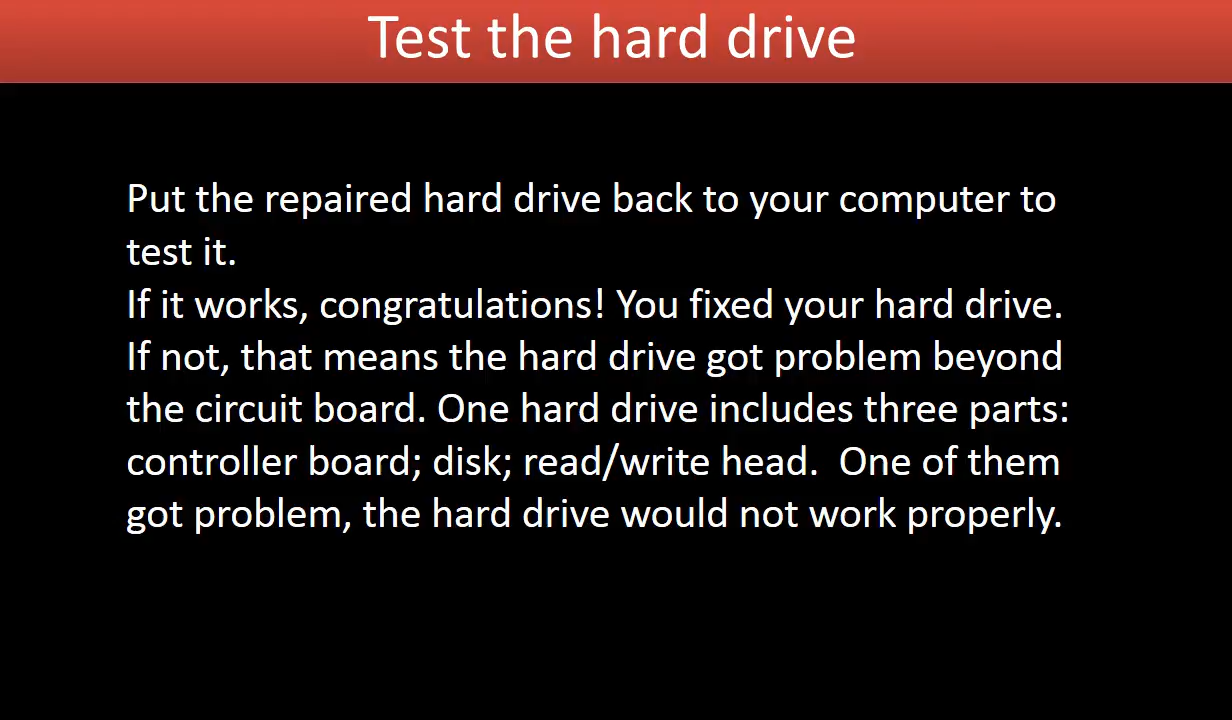 Test the hard drive
Put the repaired hard drive back to your computer to
test it.
If it works, congratulations! You fixed your hard drive.
If not, that means the hard drive got problem beyond
the circuit board. One hard drive includes three parts:
controller board; disk; read/write head.  One of them
got problem, the hard drive would not work properly.